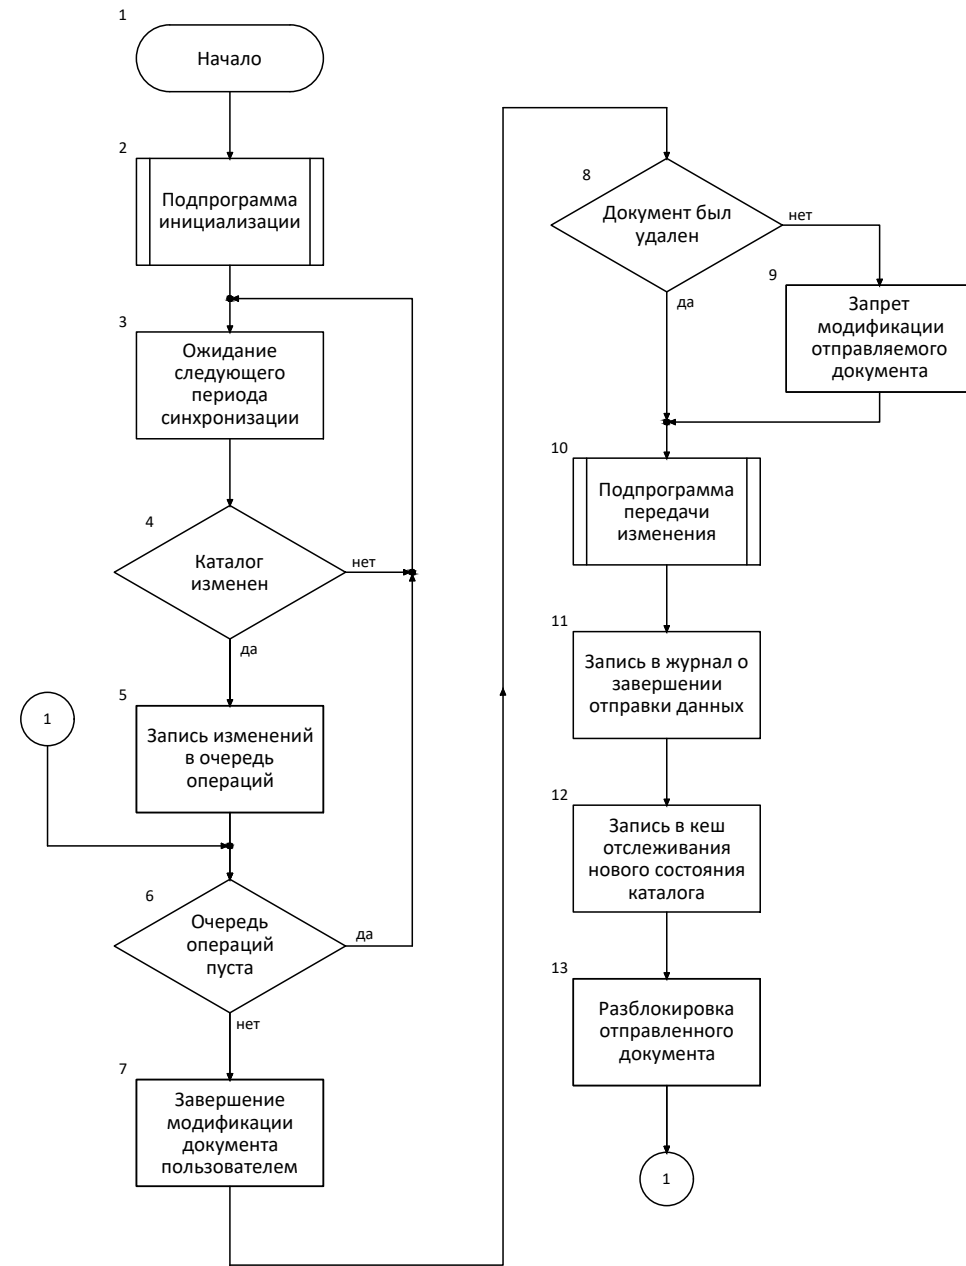 1
Начало
2
Подпрограмма
инициализации
3
Ожидание
следующего
периода
синхронизации
4
Каталог
изменен
нет
да
5
1
Запись изменений
в очередь
операций
6
Очередь
операций
пуста
да
нет
7
Завершение
модификации
документа
пользователем
8
Документ был
удален
нет
да
9
Запрет
модификации
отправляемого
документа
10
Подпрограмма
передачи
изменения
11
Запись в журнал о
завершении
отправки данных
12
Запись в кеш
отслеживания
нового состояния
каталога
13
Разблокировка
отправленного
документа
1